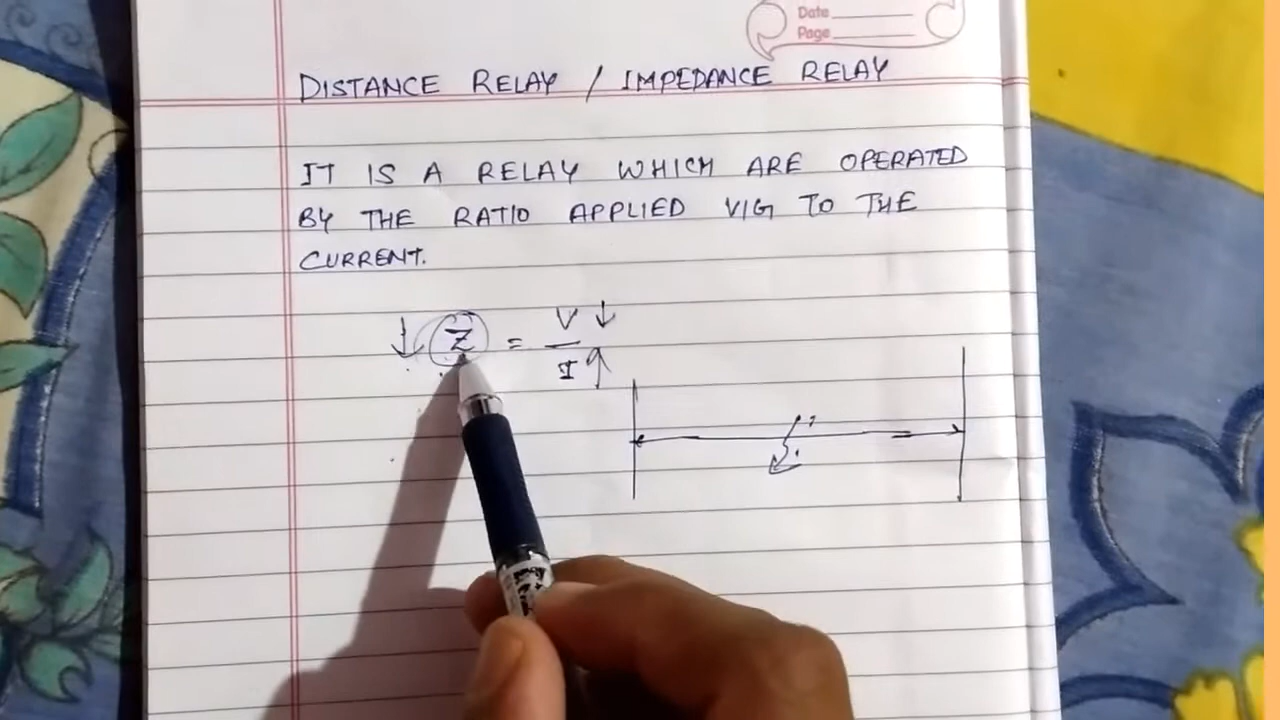 Date
Page
DISTANCE RELAY / IMPEDANCE RELAY
IT IS A RELAY WHICH ARE OPERATED
BY THE RATIO APPLIED V/G TO THE
CURRENT.
↓ Z = V ↓
I ↑